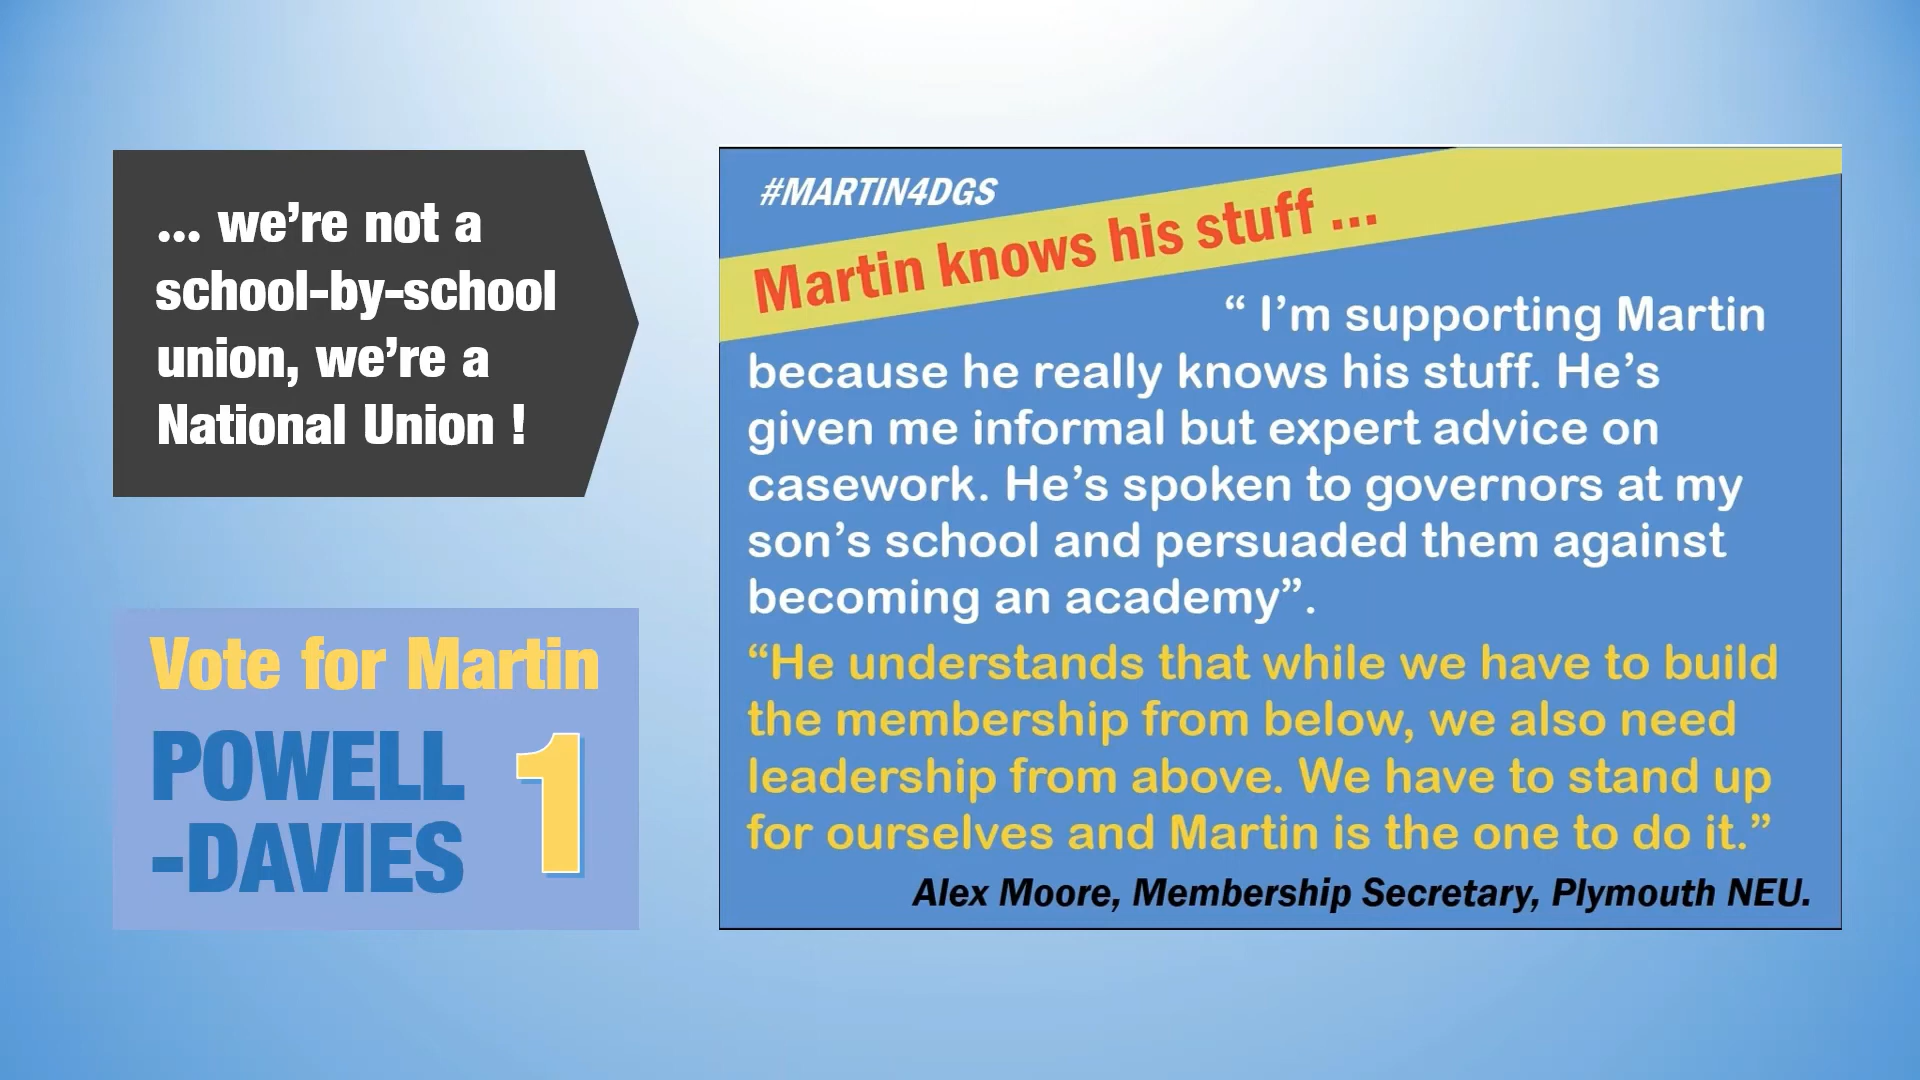 ... we’re not a
school-by-school
union, we’re a
National Union !
Vote for Martin
POWELL
-DAVIES
1
#MARTIN4DGS
Martin knows his stuff ...
“ I’m supporting Martin
because he really knows his stuff. He’s
given me informal but expert advice on
casework. He’s spoken to governors at my
son’s school and persuaded them against
becoming an academy”.
“He understands that while we have to build
the membership from below, we also need
leadership from above. We have to stand up
for ourselves and Martin is the one to do it.”
Alex Moore, Membership Secretary, Plymouth NEU.